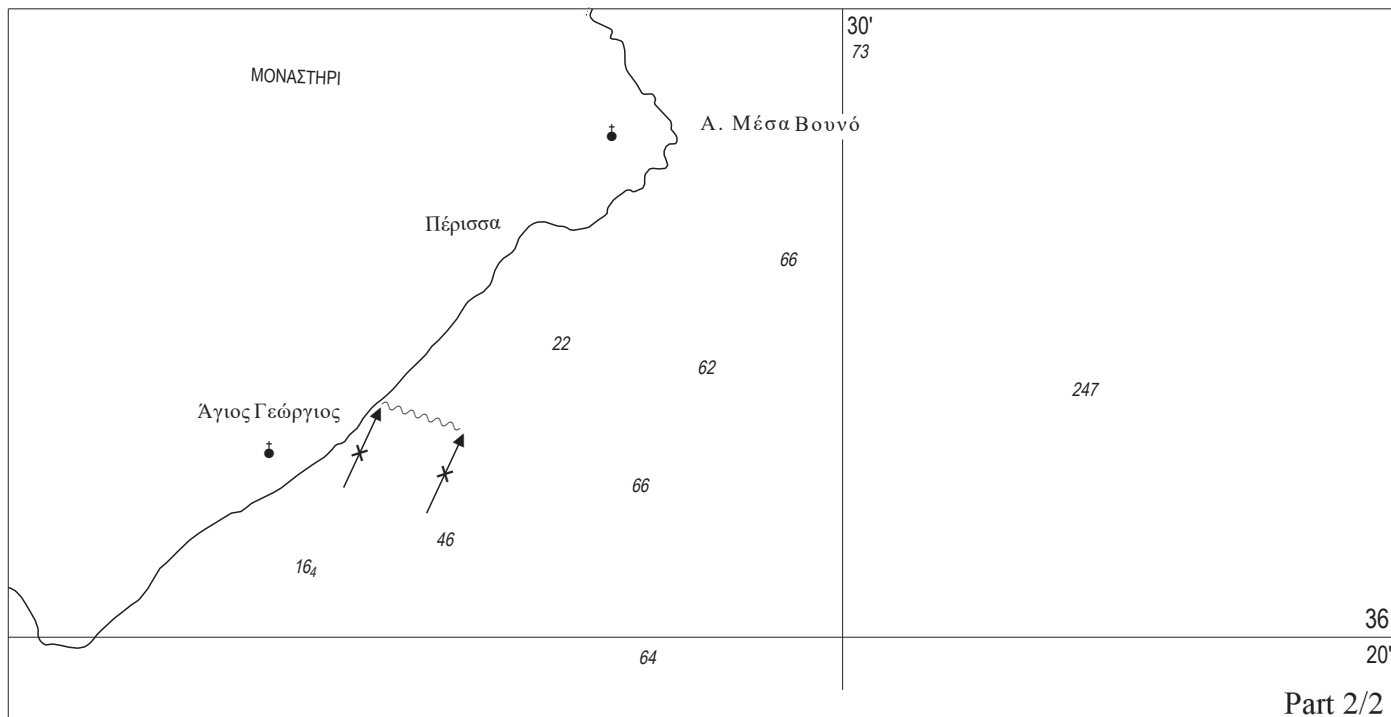 30'
73
ΜΟΝΑΣΤΗΡΙ
Α. Μέσα Βουνό
Πέρισσα
66
22
62
247
Άγιος Γεώργιος
66
46
16₄
36
64
20'
Part 2/2